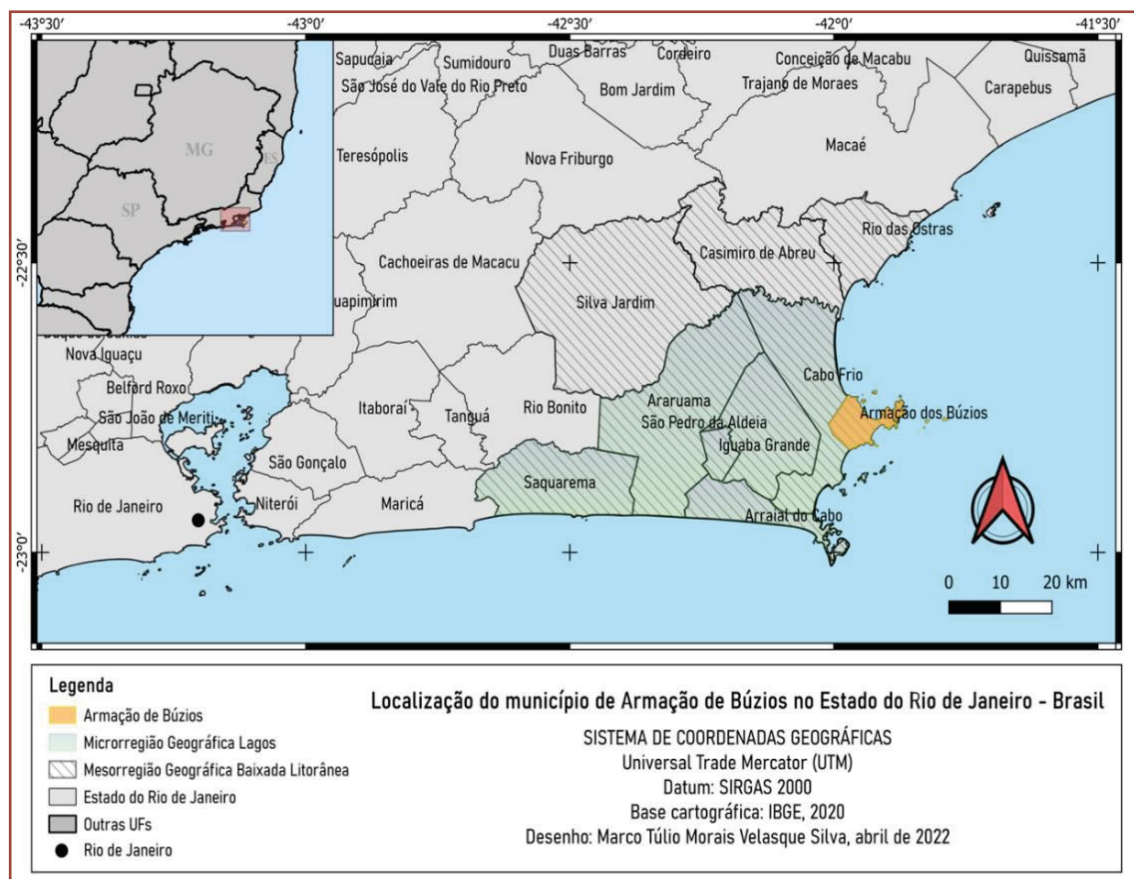 -43°30'
-43°0'
-42°30'
-42°0'
-41°30'
Sapucaia
Sumidouro
Duas Barras
Cordeiro
Conceição de Macabu
Quissamã
São José do Vale do Rio Preto
Bom Jardim
Trajano de Moraes
Carapebus
MG
ES
SP
Teresópolis
Nova Friburgo
Macaé
-22°30'
-22°30'
Cachoeiras de Macacu
Casimiro de Abreu
Rio das Ostras
uapimirim
Silva Jardim
Nova Iguaçu
Belford Roxo
São João de Meriti
Mesquita
Itaboraí
Tanguá
Rio Bonito
Araruama
Cabo Frio
São Pedro da Aldeia
Armação dos Búzios
Iguaba Grande
São Gonçalo
Saquarema
Rio de Janeiro
Niterói
Maricá
Arraial do Cabo
-23°0'
-23°0'
0 10 20 km
Legenda
Armação de Búzios
Microrregião Geográfica Lagos
Mesorregião Geográfica Baixada Litorânea
Estado do Rio de Janeiro
Outras UFs
Rio de Janeiro
Localização do município de Armação de Búzios no Estado do Rio de Janeiro - Brasil
SISTEMA DE COORDENADAS GEOGRÁFICAS
Universal Trade Mercator (UTM)
Datum: SIRGAS 2000
Base cartográfica: IBGE, 2020
Desenho: Marco Túlio Morais Velasque Silva, abril de 2022